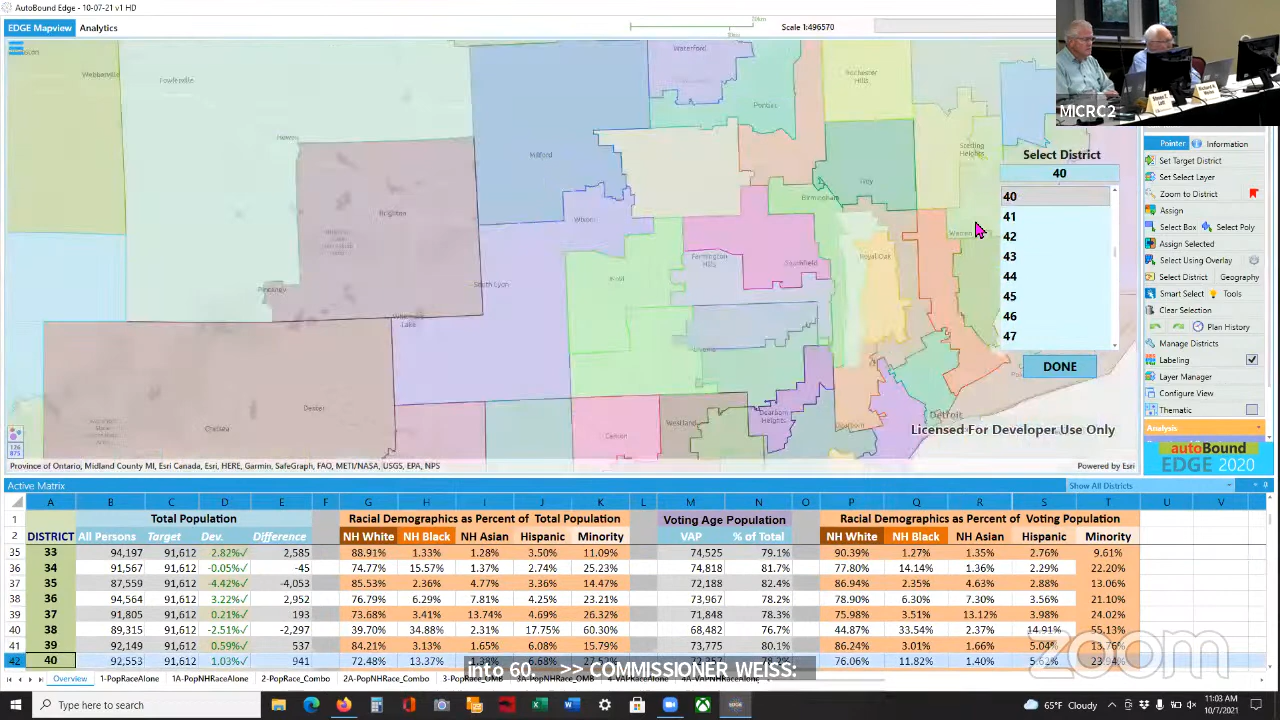 AutoBound Edge - 10-07-21 v1 HD
EDGE Mapview Analytics
Scale 1:496570
MICRC2
Webberville
Fowlerville
Howell
Brighton
Pinckney
Milford
Wixom
South Lyon
Whitmore Lake
Dexter
Chelsea
Waterford
Pontiac
Rochester Hills
Sterling Heights
Troy
Birmingham
Warren
Royal Oak
Farmington Hills
Southfield
Novi
Livonia
Dearborn Heights
Westland
Canton
Dearborn
Detroit
Licensed For Developer Use Only
Province of Ontario, Midland County MI, Esri Canada, Esri, HERE, Garmin, SafeGraph, FAO, METI/NASA, USGS, EPA, NPS
Powered by Esri
Select District
40
40
41
42
43
44
45
46
47
DONE
Pointer Information
Set Target District
Set Select Layer
Zoom to District
Assign
Select Box Select Poly
Assign Selected
Select Using Overlay
Select District Geography
Smart Select Tools
Clear Plan History
Manage Districts
Labeling
Layer Manager
Configure View
Thematic
Analysis
autoBound
EDGE 2020
Active Matrix
Show All Districts
A B C D E F G H I J K L M N O P Q R S T U V W X
1 Total Population Racial Demographics as Percent of Total Population Voting Age Population Racial Demographics as Percent of Voting Population
2 DISTRICT All Persons Target Dev. Difference NH White NH Black NH Asian Hispanic Minority VAP % of Total NH White NH Black NH Asian Hispanic Minority
35 33 94,197 91,612 2.82%✓ 2,585 88.91% 1.33% 1.28% 3.50% 11.09% 74,525 79.1% 90.39% 1.27% 1.35% 2.76% 9.61%
36 34 91,567 91,612 -0.05%✓ -45 74.77% 15.57% 1.37% 2.74% 25.23% 74,818 81.7% 77.80% 14.14% 1.36% 2.29% 22.20%
37 35 87,559 91,612 -4.42%✓ -4,053 85.53% 2.36% 4.77% 3.36% 14.47% 72,188 82.4% 86.94% 2.35% 4.63% 2.88% 13.06%
38 36 94,564 91,612 3.22%✓ 2,952 76.79% 6.29% 7.81% 4.25% 23.21% 73,967 78.2% 78.90% 6.30% 7.30% 3.56% 21.10%
39 37 91,805 91,612 0.21%✓ 193 73.68% 3.41% 13.74% 4.69% 26.32% 71,848 78.3% 75.98% 3.51% 13.12% 3.98% 24.02%
40 38 89,315 91,612 -2.51%✓ -2,297 39.70% 34.88% 2.31% 17.75% 60.30% 68,482 76.7% 44.87% 33.54% 2.37% 14.91% 55.13%
41 39 92,149 91,612 0.59%✓ 537 84.21% 3.13% 1.65% 6.09% 15.79% 73,775 80.1% 86.24% 3.01% 1.66% 5.04% 13.76%
42 40 92,553 91,612 1.03%✓ 941 72.48% 13.37% 76.06% 11.82% 1.40% 5.62% 23.94%
into 60. >> COMMISSIONER WEISS:
zoom
Overview 1-PopRaceAlone 1A-PopNHRaceAlone 2-PopRace_Combo 2A-PopNHRace_Combo 3-PopRace_OMB 3A-PopNHRace_OMB 4-VAPRaceAlone 4A-VAPNHRaceAlone
Type here to search
65°F Cloudy
11:03 AM
10/7/2021